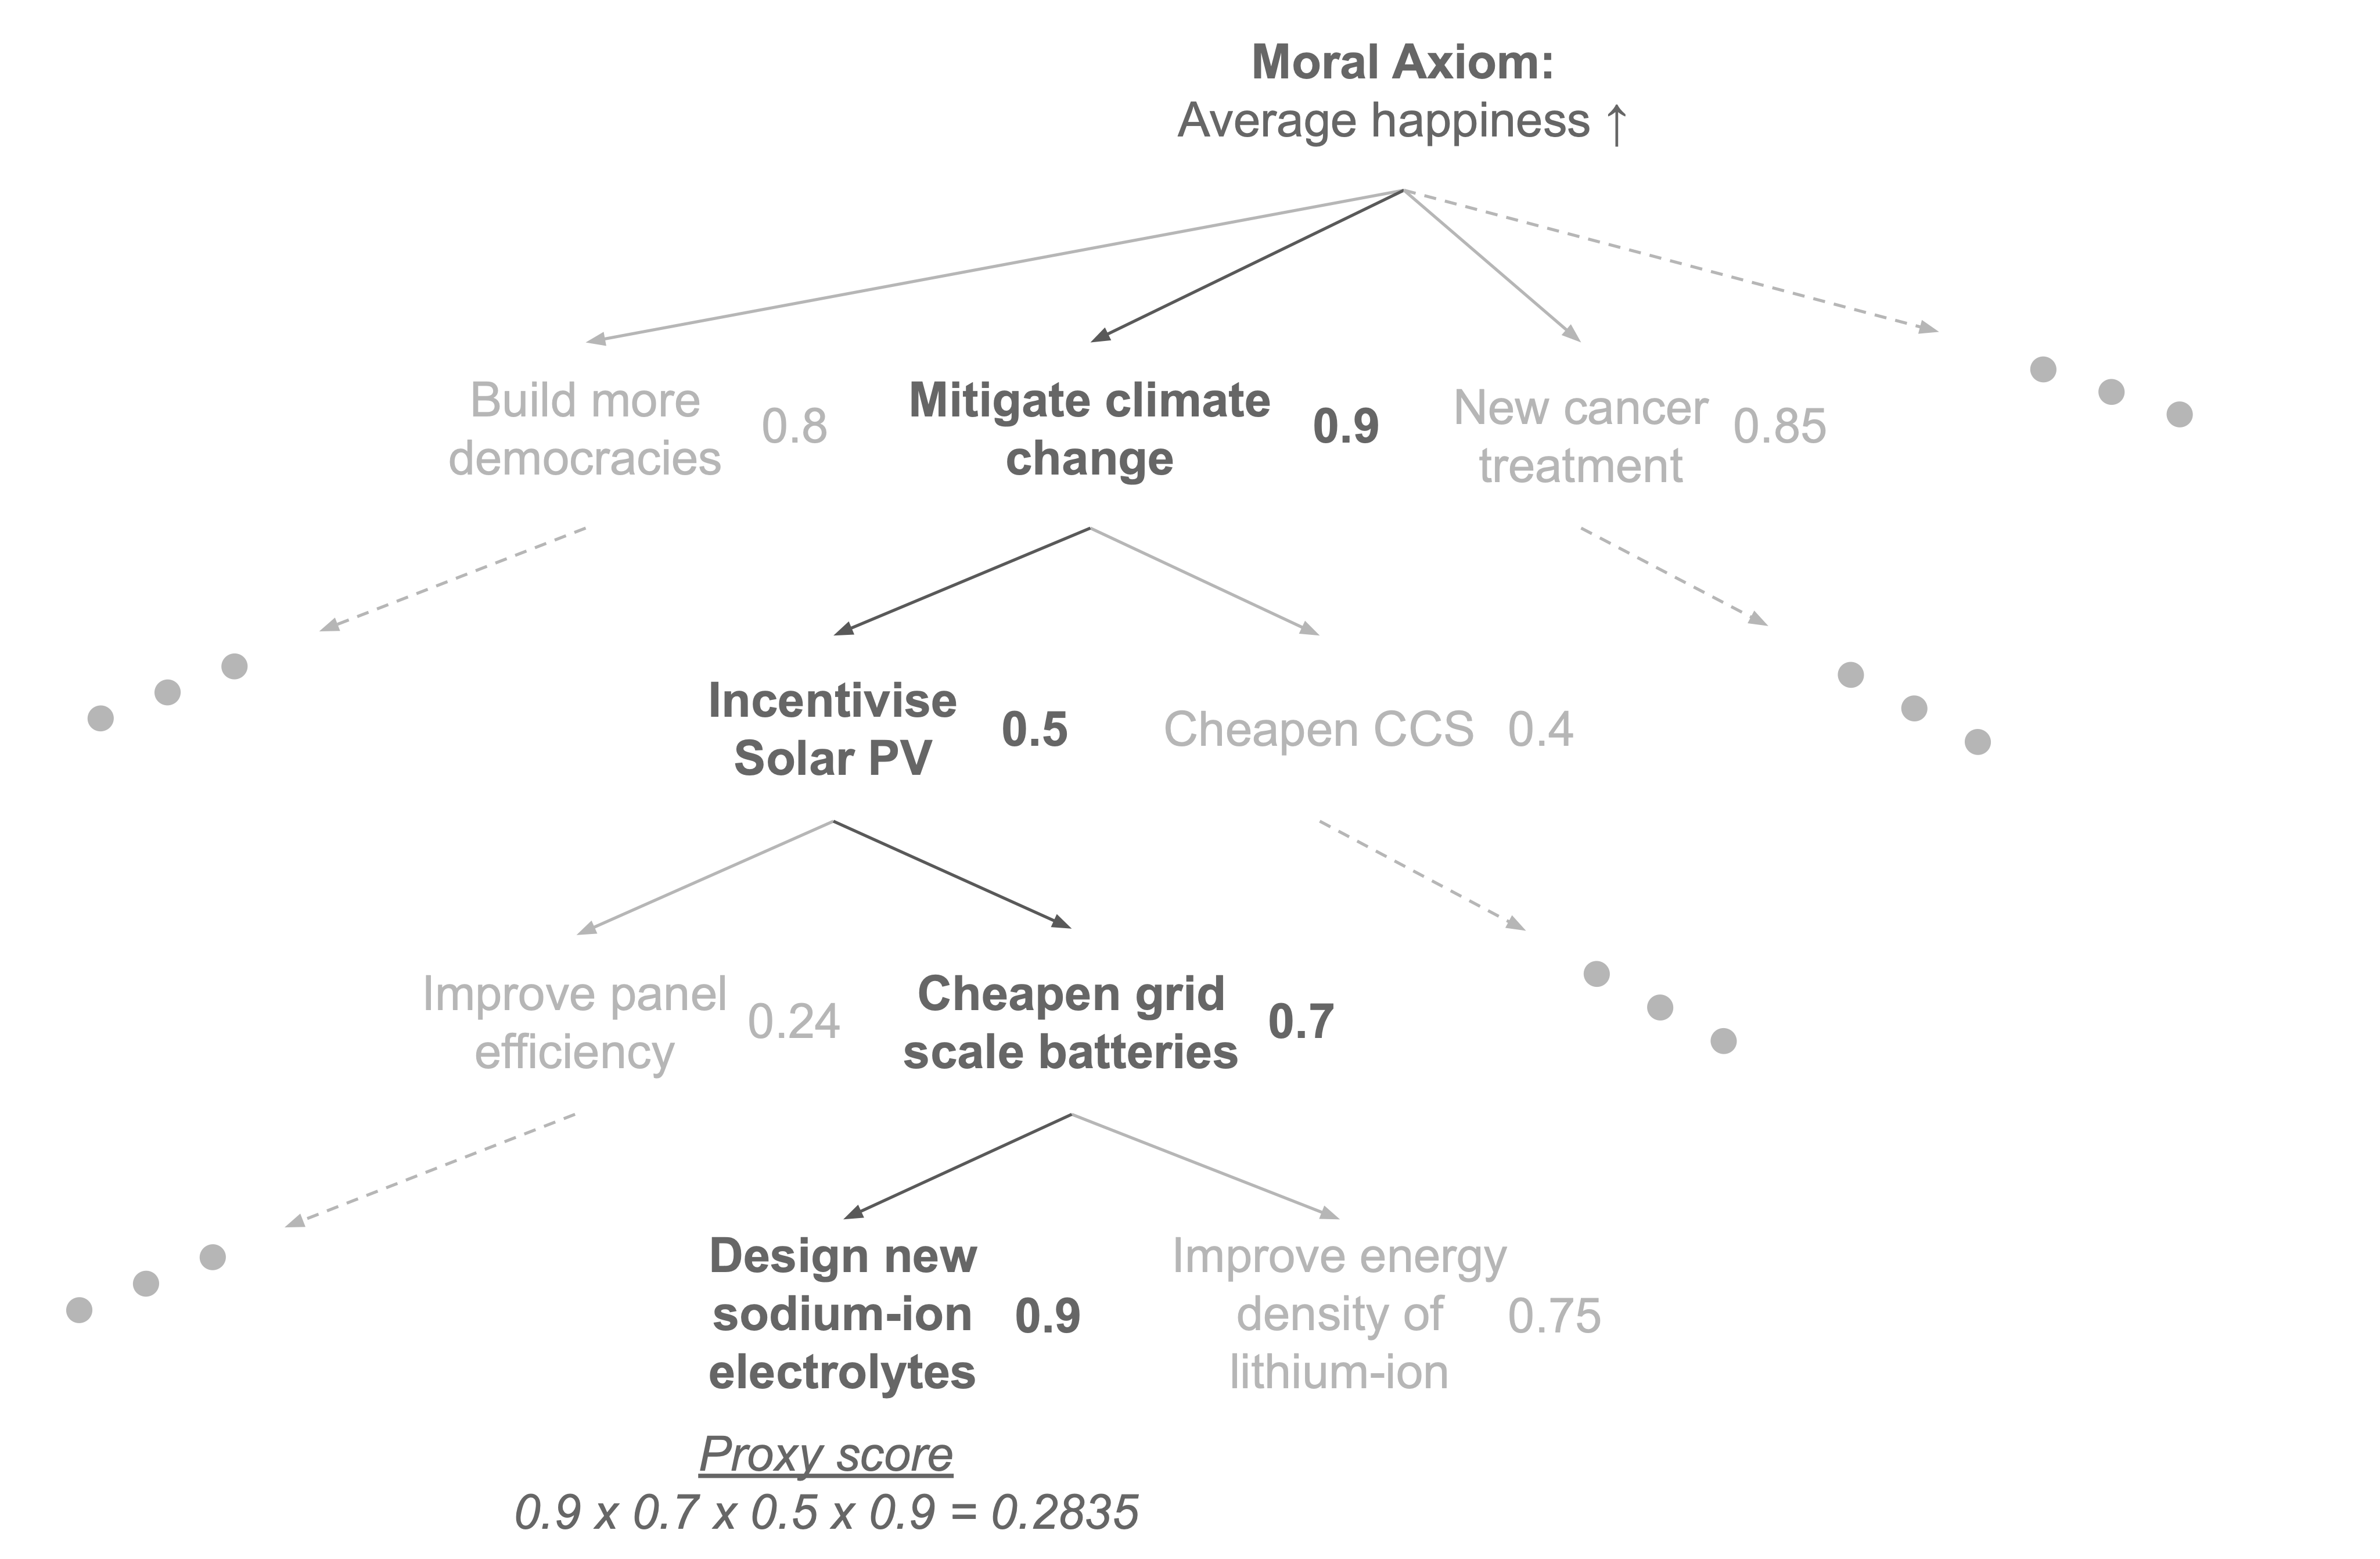 Moral Axiom:
Average happiness ↑
Build more
democracies
0.8
Mitigate climate
change
0.9
New cancer
treatment
0.85
Incentivise
Solar PV
0.5
Cheapen CCS
0.4
Improve panel
efficiency
0.24
Cheapen grid
scale batteries
0.7
Design new
sodium-ion
electrolytes
0.9
Improve energy
density of
lithium-ion
0.75
Proxy score
0.9 x 0.7 x 0.5 x 0.9 = 0.2835